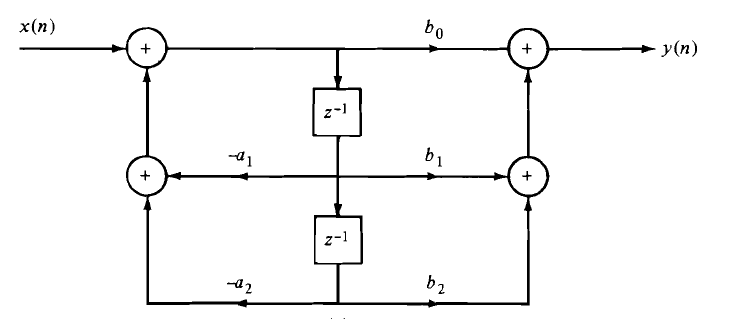 x(n)
b₀
y(n)
+
+
z⁻¹
-a₁
b₁
+
+
z⁻¹
-a₂
b₂